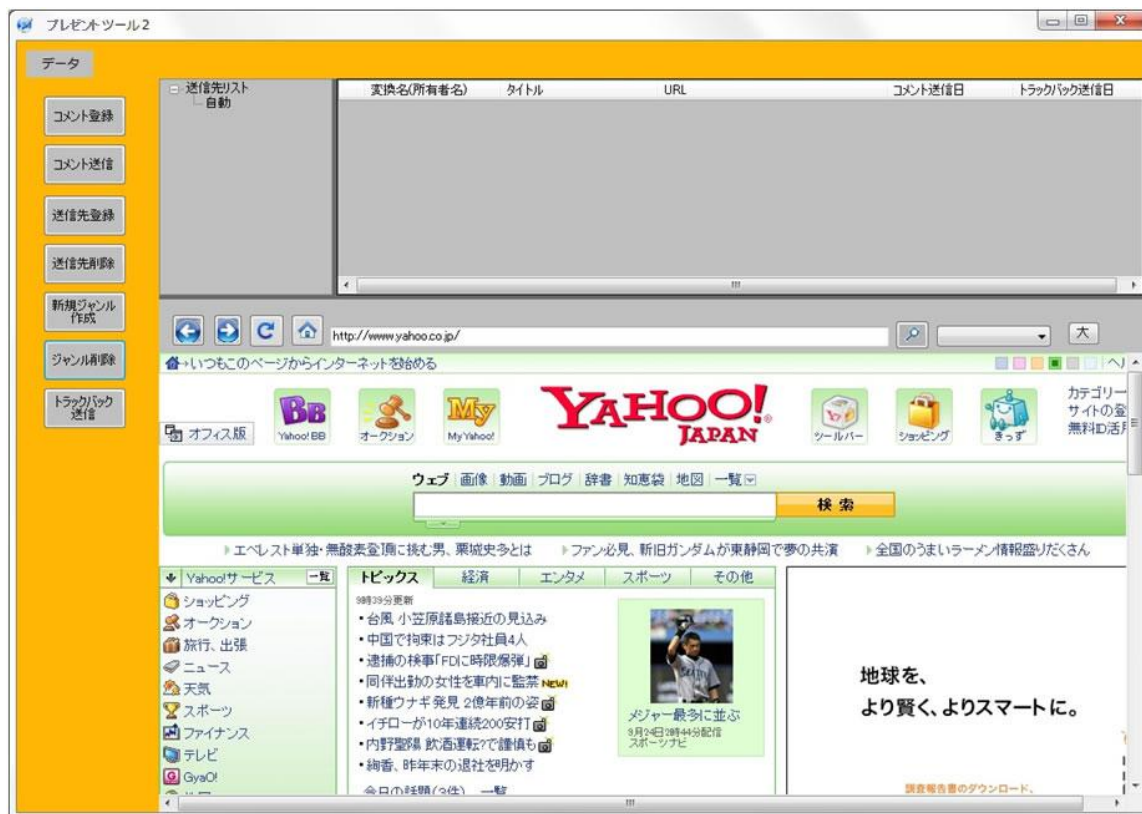 プレゼントツール2
データ
コメント登録
コメント送信
送信先登録
送信先削除
新規ジャンル
作成
ジャンル削除
トラックバック
送信
送信先リスト
自動
変換名(所有者名) タイトル URL コメント送信日 トラックバック送信日
http://www.yahoo.co.jp/
大
いつもこのページからインターネットを始める
オフィス版
BB
Yahoo! BB
オークション
My
My Yahoo!
YAHOO!
JAPAN
ツールバー
ショッピング
きっず
カテゴリー
サイトの登
無料ID活用
ウェブ 画像 動画 ブログ 辞書 知恵袋 地図 一覧
検索
エベレスト単独・無酸素登頂に挑む男、栗城史多とは ファン必見、新旧ガンダムが東静岡で夢の共演 全国のうまいラーメン情報盛りだくさん
Yahoo!サービス 一覧
ショッピング
オークション
旅行、出張
ニュース
天気
スポーツ
ファイナンス
テレビ
GyaO!
トピックス 経済 エンタメ スポーツ その他
9時39分更新
・台風 小笠原諸島接近の見込み
・中国で拘束はフジタ社員4人
・逮捕の検事「FDに時限爆弾」
・同伴出勤の女性を車内に監禁 NEW!
・新種ウナギ発見 2億年前の姿
・イチローが10年連続200安打
・内野聖陽 飲酒運転?で謹慎も
・絢香、昨年末の退社を明かす
今日の話題(3件) 一覧
メジャー最多に並ぶ
9月24日2時44分配信
スポーツナビ
地球を、
より賢く、よりスマートに。
調査報告書のダウンロード、